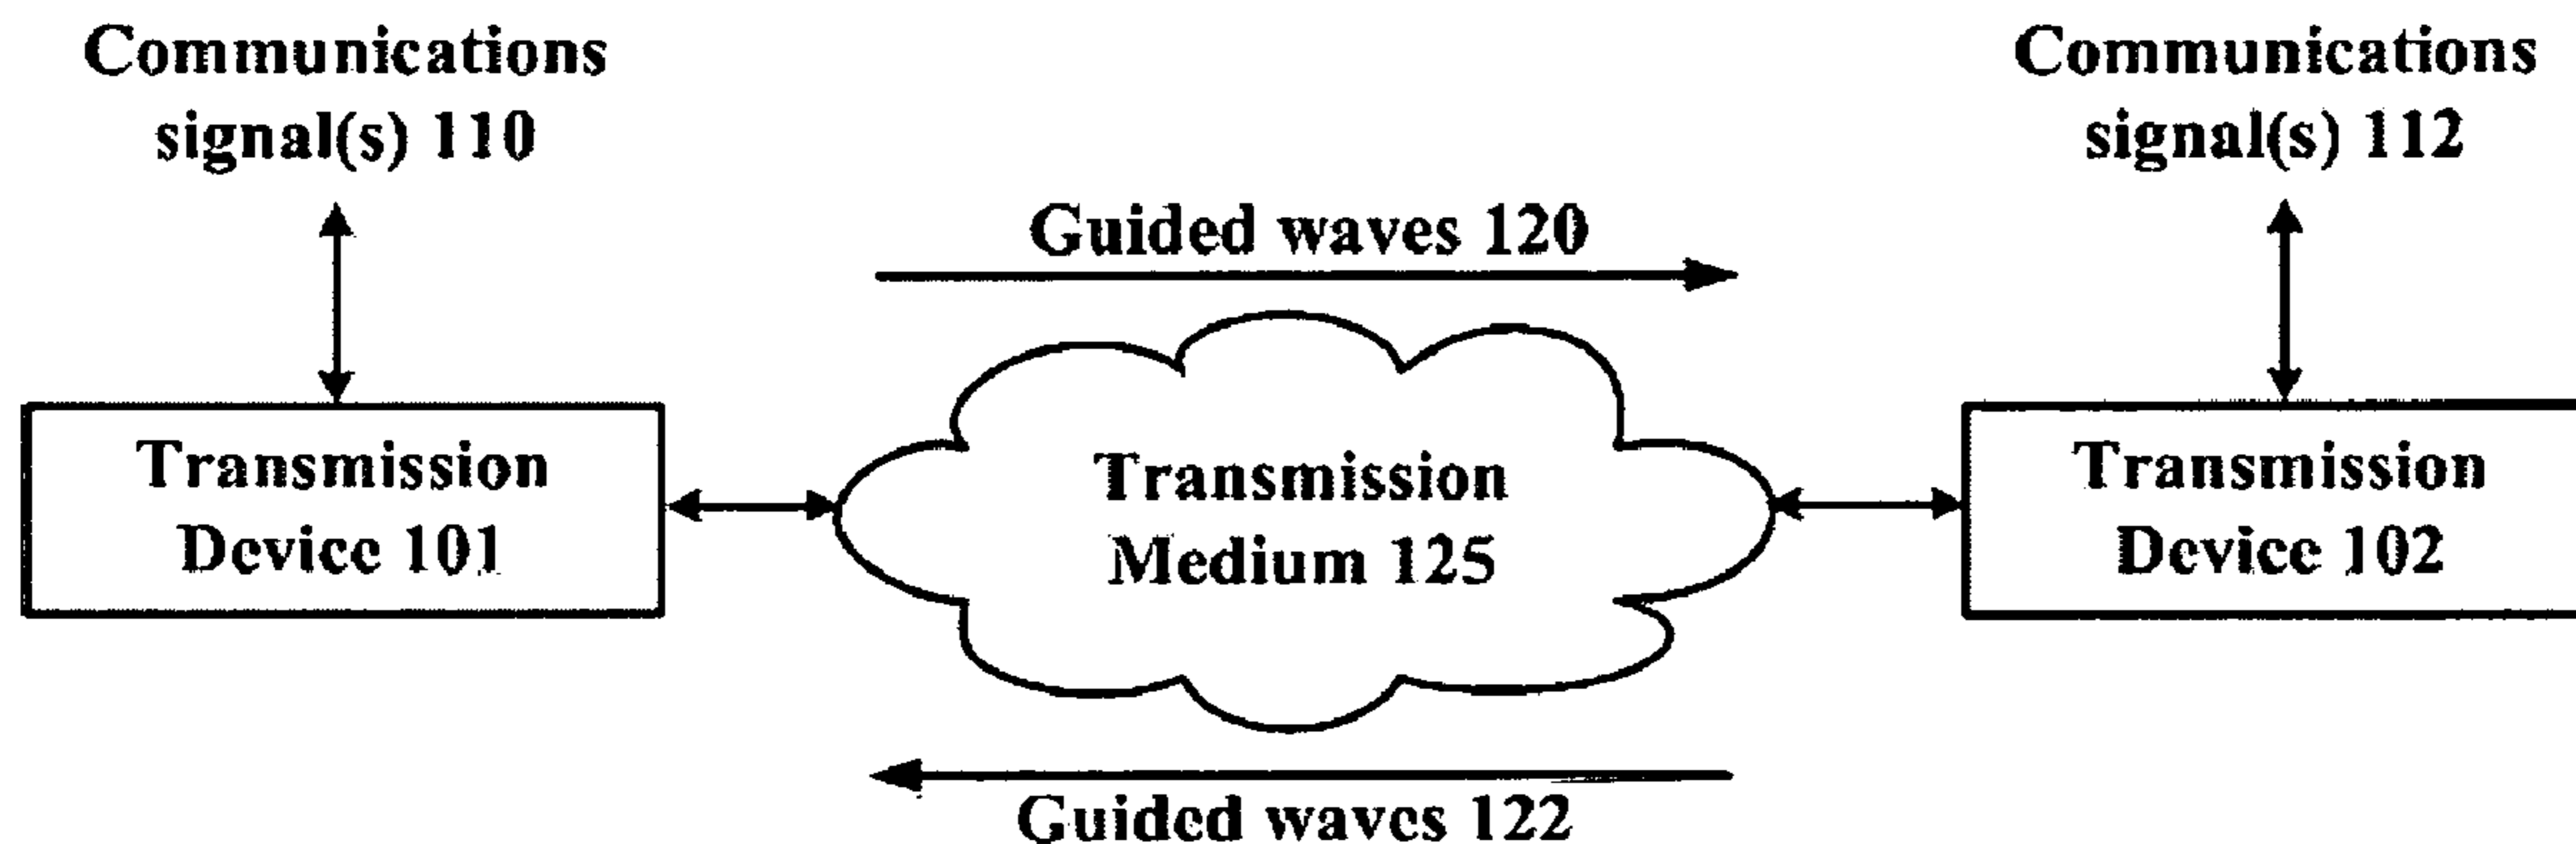 Communications
signal(s) 110
Communications
signal(s) 112
Guided waves 120
Transmission
Device 101
Transmission
Medium 125
Transmission
Device 102
Guided waves 122